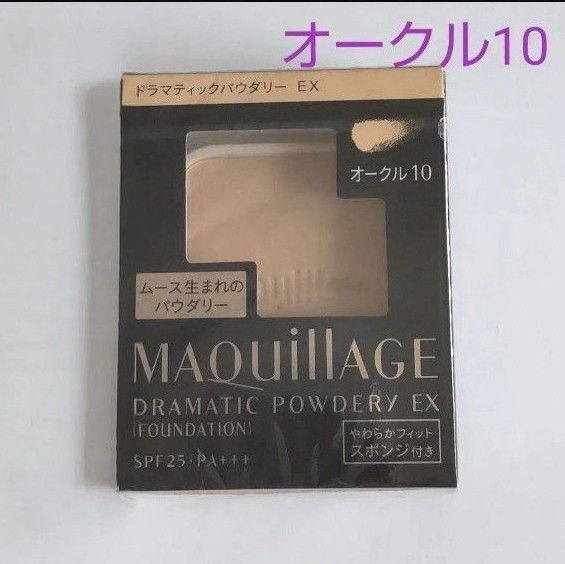 オークル10
ドラマティックパウダリー EX
オークル10
ムース生まれの
パウダリー
MAQuillAGE
DRAMATIC POWDERY EX
(FOUNDATION)
SPF25・PA+++
やわらかフィット
スポンジ付き